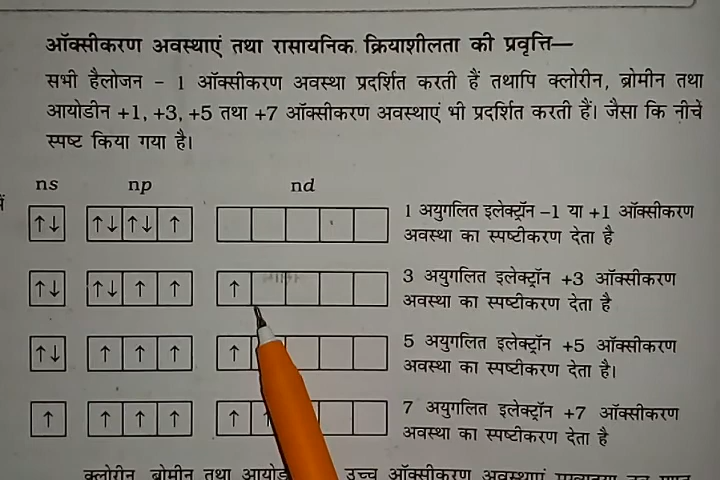 ऑक्सीकरण अवस्थाएं तथा रासायनिक क्रियाशीलता की प्रवृत्ति—
सभी हैलोजन – 1 ऑक्सीकरण अवस्था प्रदर्शित करती हैं तथापि क्लोरीन, ब्रोमीन तथा
आयोडीन +1, +3, +5 तथा +7 ऑक्सीकरण अवस्थाएं भी प्रदर्शित करती हैं। जैसा कि नीचे
स्पष्ट किया गया है।
ns np nd
↑↓ ↑↓ ↑↓ ↑ 1 अयुगलित इलेक्ट्रॉन –1 या +1 ऑक्सीकरण
अवस्था का स्पष्टीकरण देता है
↑↓ ↑↓ ↑ ↑ ↑ 3 अयुगलित इलेक्ट्रॉन +3 ऑक्सीकरण
अवस्था का स्पष्टीकरण देता है
↑↓ ↑ ↑ ↑ ↑ 5 अयुगलित इलेक्ट्रॉन +5 ऑक्सीकरण
अवस्था का स्पष्टीकरण देता है।
↑ ↑ ↑ ↑ ↑ ↑ 7 अयुगलित इलेक्ट्रॉन +7 ऑक्सीकरण
अवस्था का स्पष्टीकरण देता है
क्लोरीन, ब्रोमीन तथा उच्च ऑक्सीकरण अवस्थाएं